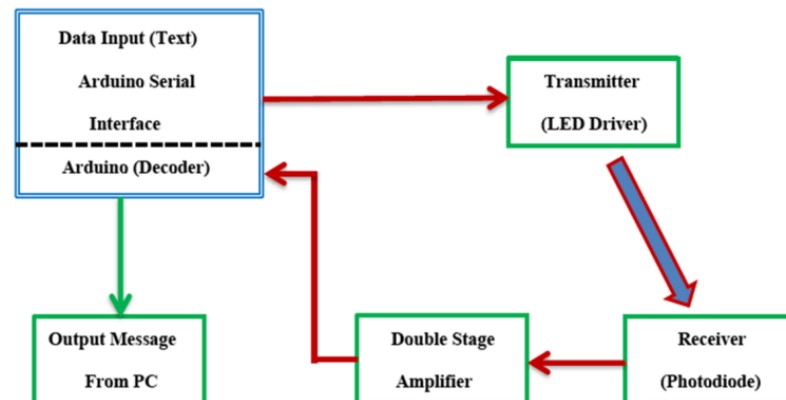 Data Input (Text)
Arduino Serial
Interface
Arduino (Decoder)
Transmitter
(LED Driver)
Output Message
From PC
Double Stage
Amplifier
Receiver
(Photodiode)